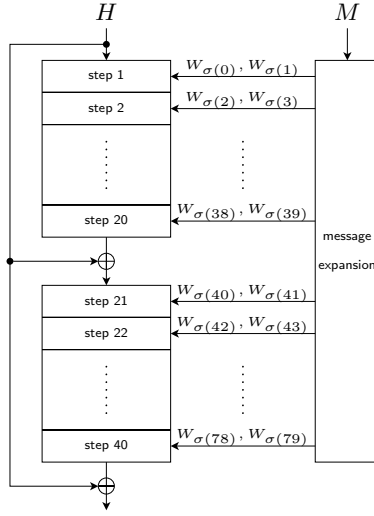 H M
step 1 W_{σ(0)}, W_{σ(1)}
step 2 W_{σ(2)}, W_{σ(3)}
step 20 W_{σ(38)}, W_{σ(39)}
message
expansion
step 21 W_{σ(40)}, W_{σ(41)}
step 22 W_{σ(42)}, W_{σ(43)}
step 40 W_{σ(78)}, W_{σ(79)}